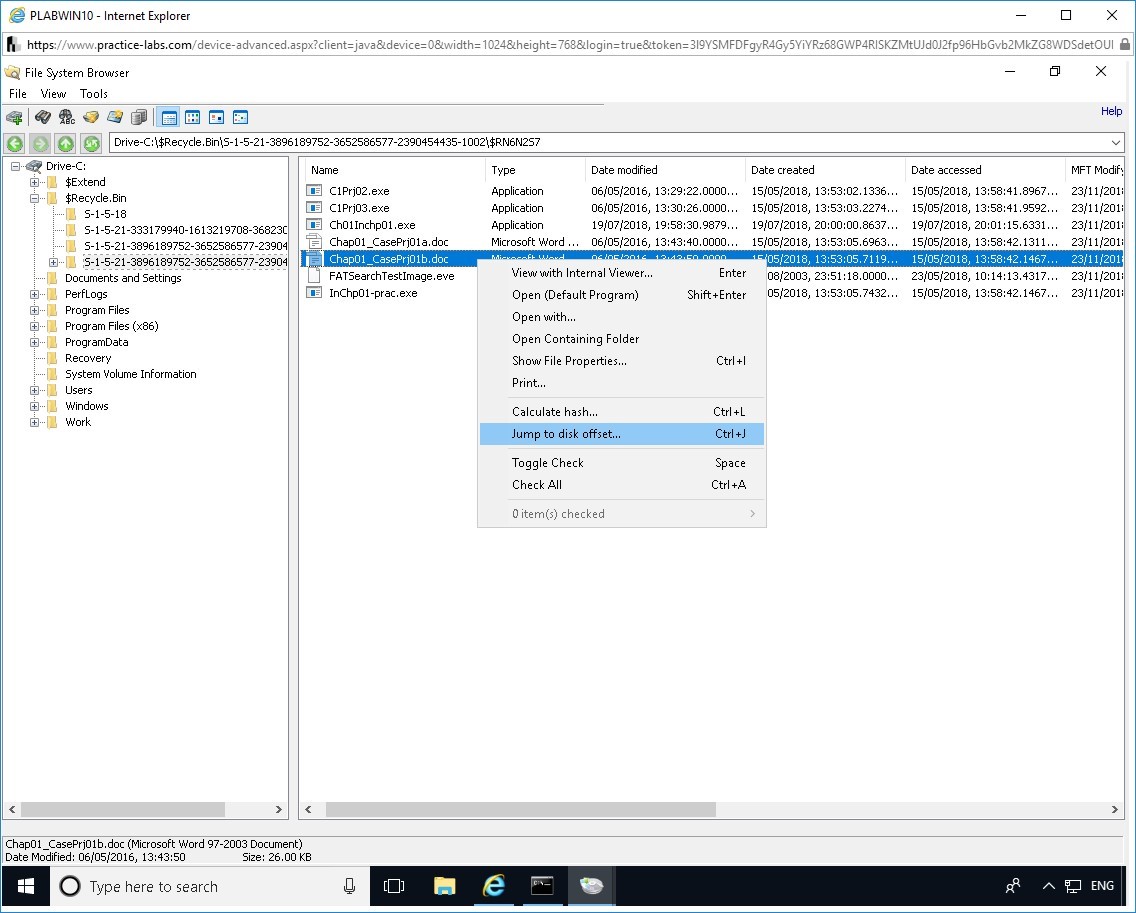 PLABWIN10 - Internet Explorer
https://www.practice-labs.com/device-advanced.aspx?client=java&device=0&width=1024&height=768&login=true&token=
File System Browser
File View Tools
Help
Drive-C:\$Recycle.Bin\S-1-5-21-3896189752-3652586577-2390454435-1002\$RN6N2S7
Drive-C:
$Extend
$Recycle.Bin
S-1-5-18
S-1-5-21-333179940-1613219708-368230
S-1-5-21-3896189752-3652586577-23904
S-1-5-21-3896189752-3652586577-23904
Documents and Settings
PerfLogs
Program Files
Program Files (x86)
ProgramData
Recovery
System Volume Information
Users
Windows
Work
Name Type Date modified Date created Date accessed MFT Modify
C1Prj02.exe Application 06/05/2016, 13:29:22.0000... 15/05/2018, 13:53:02.1336... 15/05/2018, 13:58:41.8967... 23/11/201
C1Prj03.exe Application 06/05/2016, 13:30:26.0000... 15/05/2018, 13:53:03.2274... 15/05/2018, 13:58:41.9592... 23/11/201
Ch01Inchp01.exe Application 19/07/2018, 19:58:30.9879... 19/07/2018, 20:00:00.8637... 19/07/2018, 20:01:15.6331... 23/11/201
Chap01_CasePrj01a.doc Microsoft Word ... 06/05/2016, 13:43:40.0000... 15/05/2018, 13:53:05.6963... 15/05/2018, 13:58:42.1311... 23/11/201
Chap01_CasePrj01b.doc Microsoft Word 06/05/2016, 13:43:50.0000 15/05/2018, 13:53:05.7119... 15/05/2018, 13:58:42.1467... 23/11/201
FATSearchTestImage.eve 08/2003, 23:51:18.0000... 23/11/2018, 10:14:13.4317... 23/11/201
InChp01-prac.exe 05/2018, 13:53:05.7432... 15/05/2018, 13:58:42.1467... 23/11/201
View with Internal Viewer... Enter
Open (Default Program) Shift+Enter
Open with...
Open Containing Folder
Show File Properties... Ctrl+I
Print...
Calculate hash... Ctrl+L
Jump to disk offset... Ctrl+J
Toggle Check Space
Check All Ctrl+A
0 item(s) checked
Chap01_CasePrj01b.doc (Microsoft Word 97-2003 Document)
Date Modified: 06/05/2016, 13:43:50 Size: 26.00 KB
Type here to search
ENG